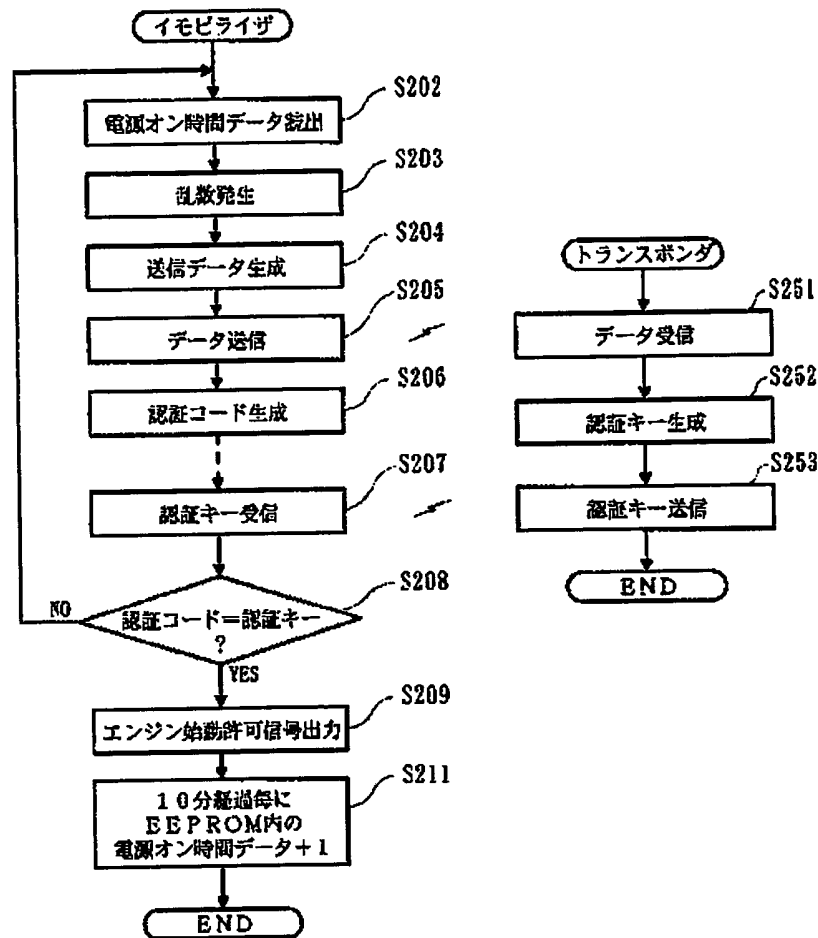 イモビライザ
S202
電源オン時間データ読出
S203
乱数発生
S204
送信データ生成
S205
データ送信
S206
認証コード生成
S207
認証キー受信
S208
認証コード=認証キー
?
NO
YES
S209
エンジン始動許可信号出力
S211
10分経過毎に
EEPROM内の
電源オン時間データ+1
END
トランスポンダ
S251
データ受信
S252
認証キー生成
S253
認証キー送信
END